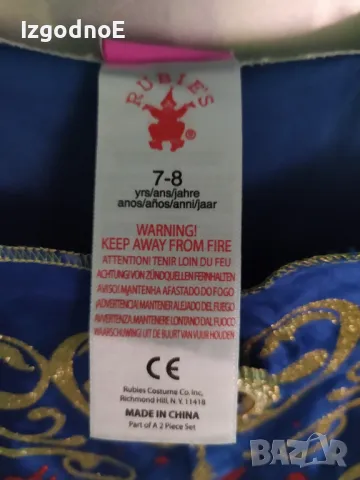 IzgodnoE
RUBIE'S
®
7-8
yrs/ans/jahre
anos/años/anni/jaar
WARNING!
KEEP AWAY FROM FIRE
ATTENTION! TENIR LOIN DU FEU
ACHTUNG! VON ZÜNDQUELLEN FERNHALTEN
AVISO! MANTENHA AFASTADO DO FOGO
¡ADVERTENCIA! MANTENER ALEJADO DEL FUEGO
AVVERTENZA, MANTENERE LONTANO DAL FUOCO
WAARSCHUWING! UIT DE BUURT VAN VUUR HOUDEN
CE
Rubies Costume Co. Inc.
Richmond Hill, N.Y. 11418
MADE IN CHINA
Part of A 2 Piece Set
BAZAR
bg